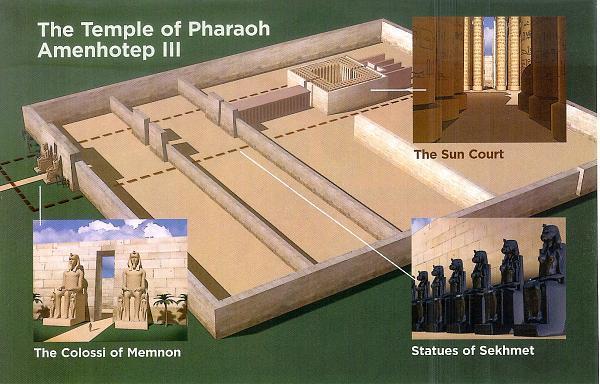 The Temple of Pharaoh
Amenhotep III
The Sun Court
The Colossi of Memnon
Statues of Sekhmet